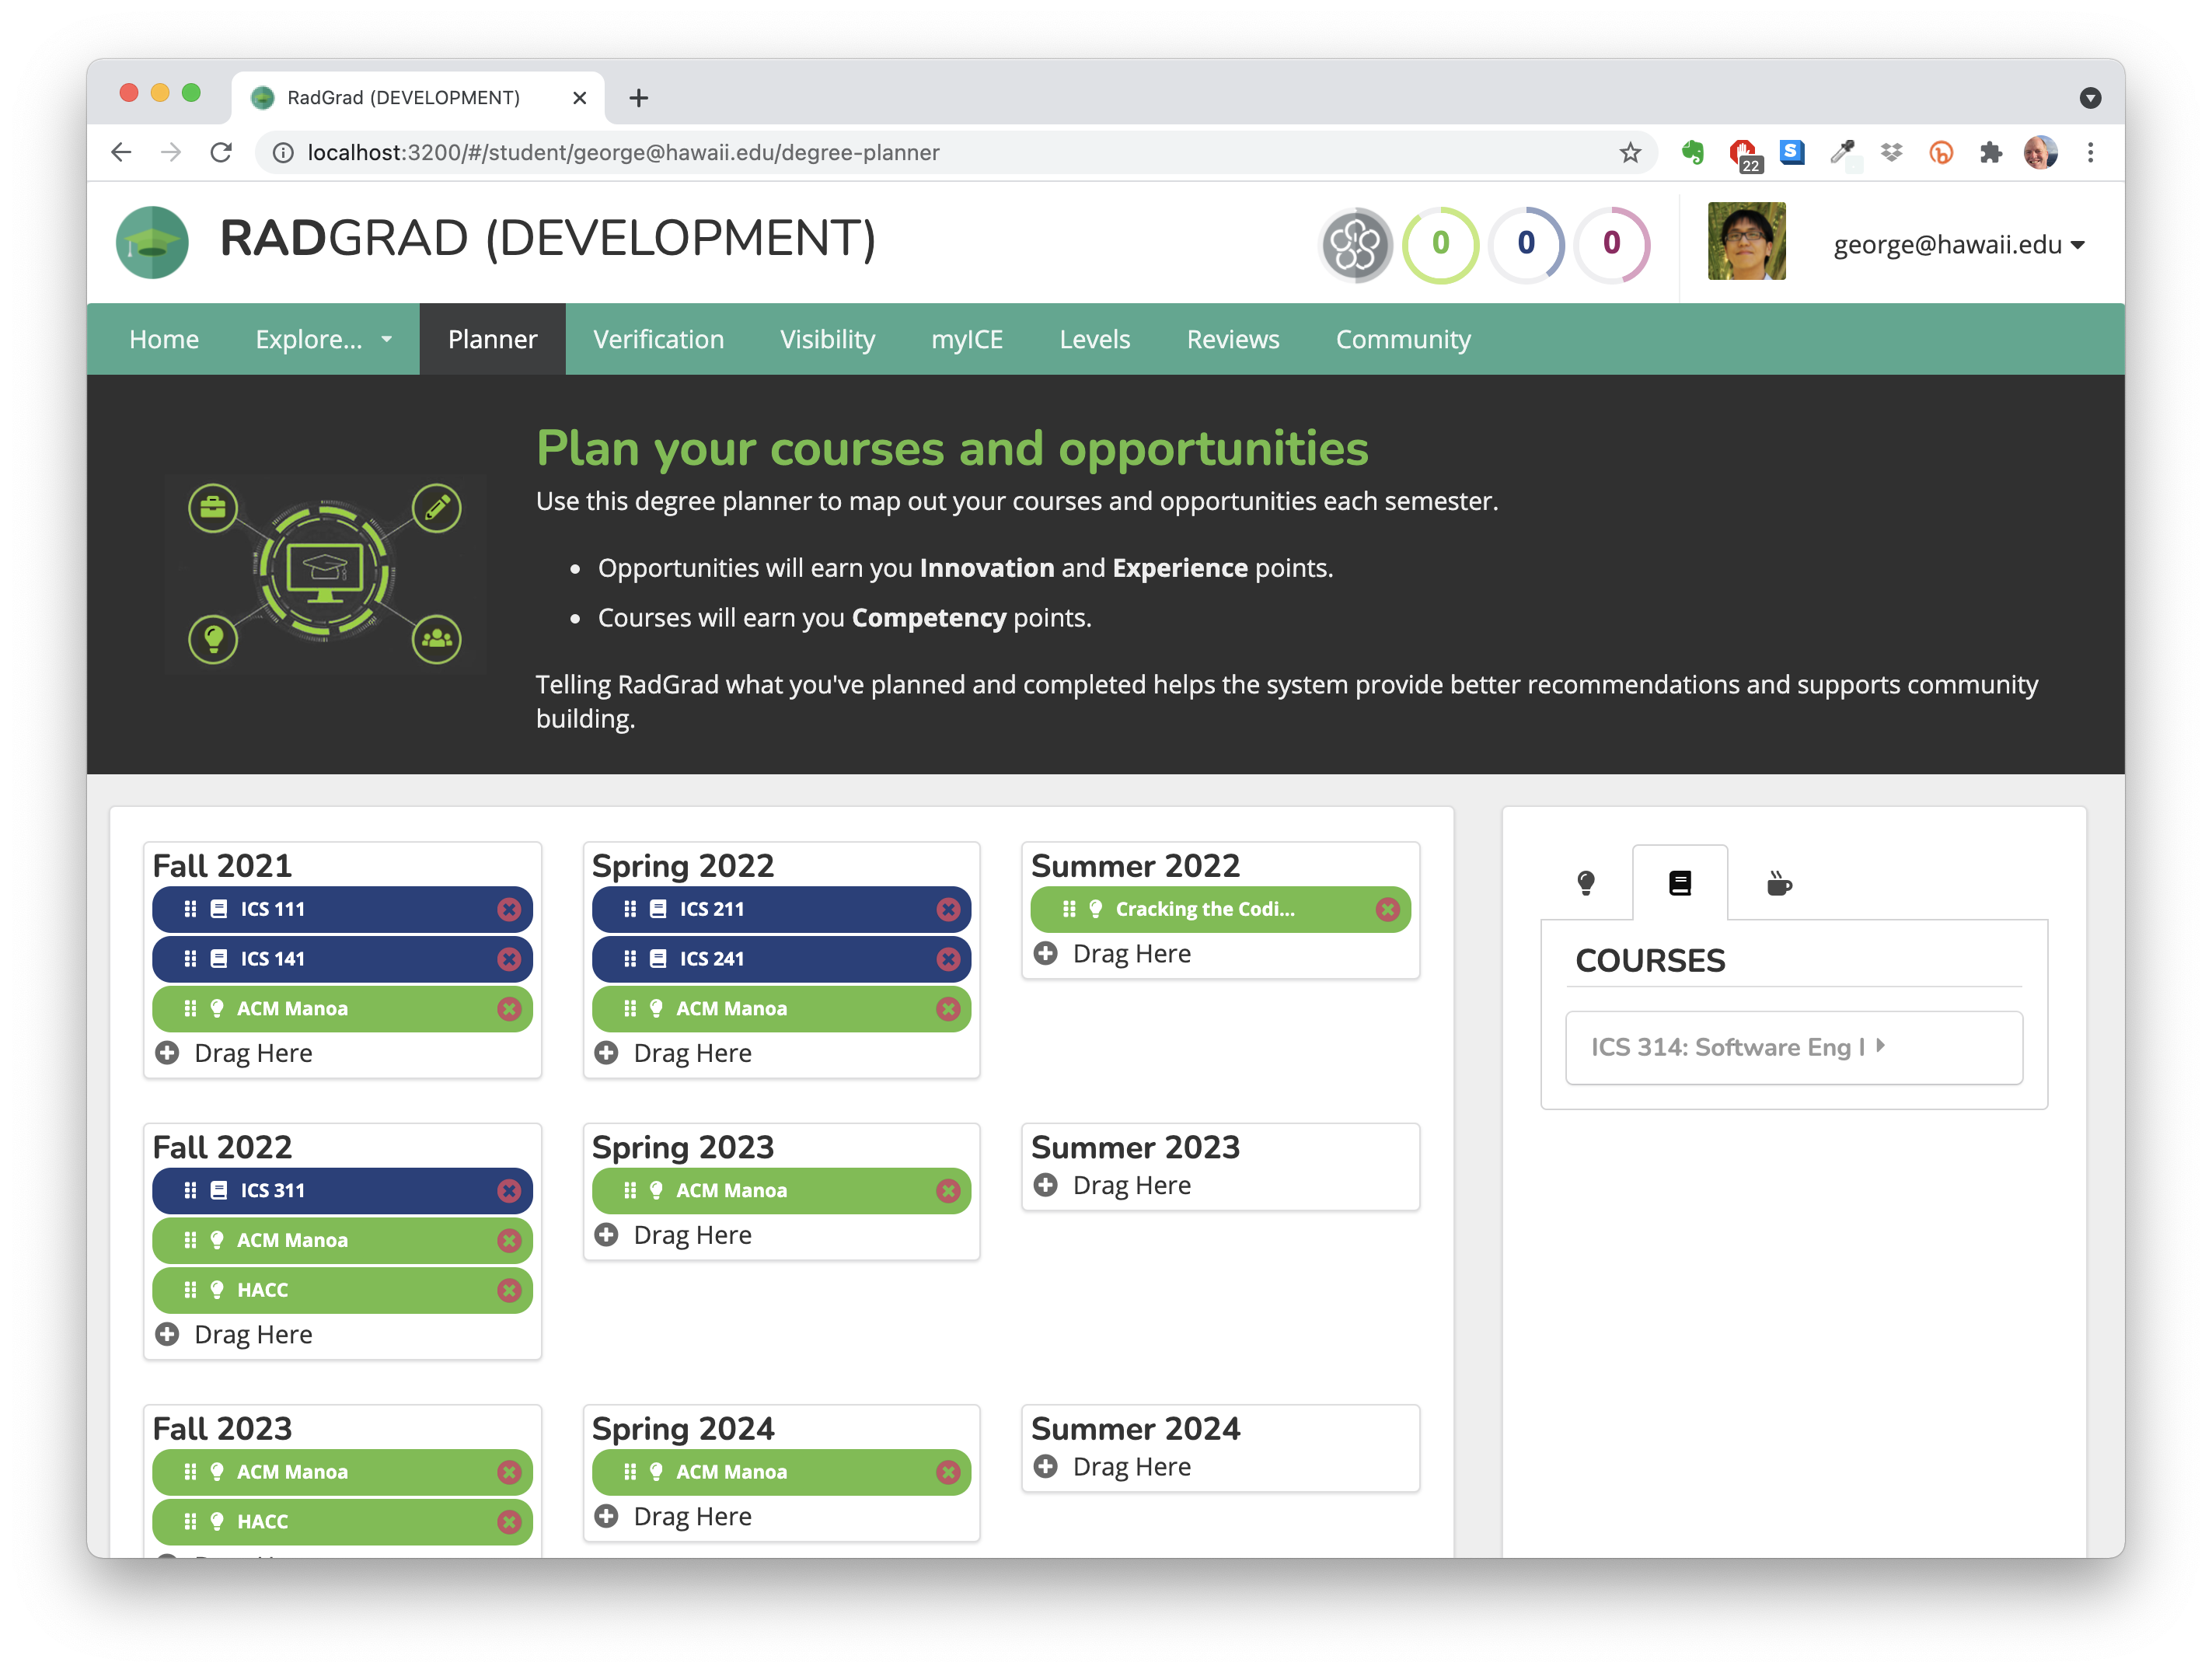 RadGrad (DEVELOPMENT)
localhost:3200/#/student/george@hawaii.edu/degree-planner
S
22
b
RADGRAD (DEVELOPMENT)
0
0
0
george@hawaii.edu
Home
Explore...
Planner
Verification
Visibility
myICE
Levels
Reviews
Community
Plan your courses and opportunities
Use this degree planner to map out your courses and opportunities each semester.
Opportunities will earn you Innovation and Experience points.
Courses will earn you Competency points.
Telling RadGrad what you've planned and completed helps the system provide better recommendations and supports community
building.
Fall 2021
ICS 111
ICS 141
ACM Manoa
Drag Here
Spring 2022
ICS 211
ICS 241
ACM Manoa
Drag Here
Summer 2022
Cracking the Codi...
Drag Here
Fall 2022
ICS 311
ACM Manoa
HACC
Drag Here
Spring 2023
ACM Manoa
Drag Here
Summer 2023
Drag Here
Fall 2023
ACM Manoa
HACC
Spring 2024
ACM Manoa
Drag Here
Summer 2024
Drag Here
COURSES
ICS 314: Software Eng I